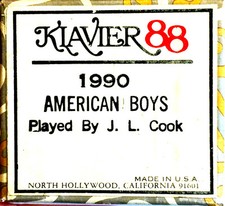 KLAVIER 88
1990
AMERICAN BOYS
Played By J. L. Cook
MADE IN U.S.A.
NORTH HOLLYWOOD, CALIFORNIA 91601